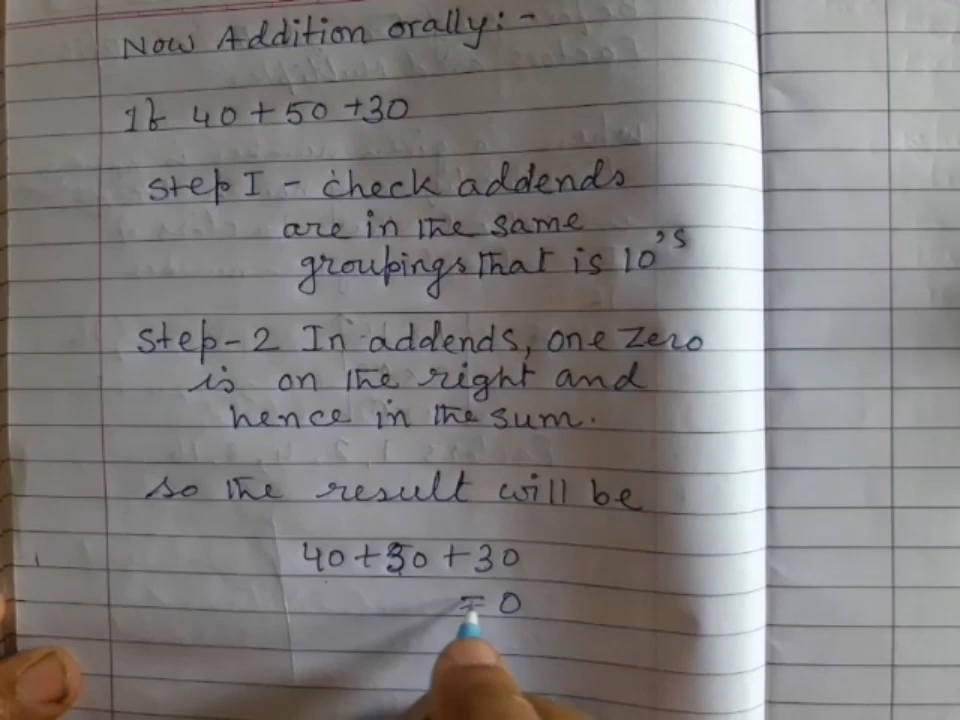 Now Addition orally:-
If 40 + 50 + 30
Step I - check addends
are in the same
groupings that is 10's
Step-2 In addends, one zero
is on the right and
hence in the sum.
so the result will be
40 + 50 + 30
= 0